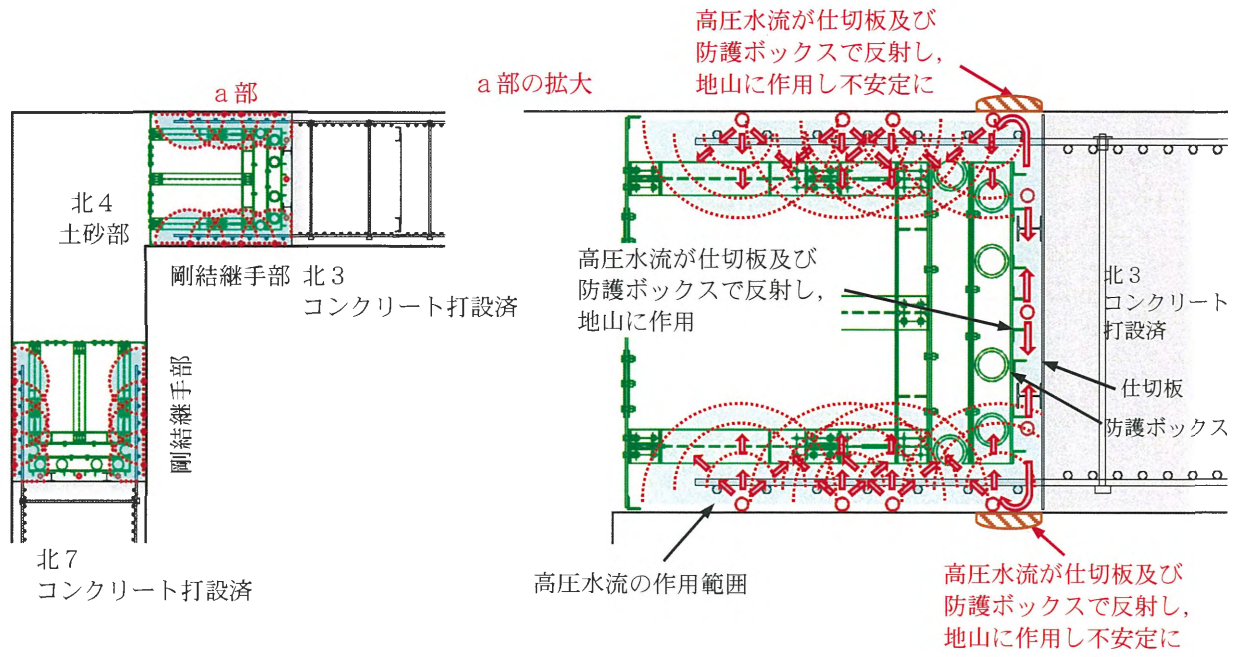 a部
北4
土砂部
剛結継手部
北3
コンクリート打設済
剛結継手部
北7
コンクリート打設済
a部の拡大
高圧水流が仕切板及び
防護ボックスで反射し,
地山に作用し不安定に
高圧水流が仕切板及び
防護ボックスで反射し,
地山に作用
北3
コンクリート
打設済
仕切板
防護ボックス
高圧水流の作用範囲
高圧水流が仕切板及び
防護ボックスで反射し,
地山に作用し不安定に